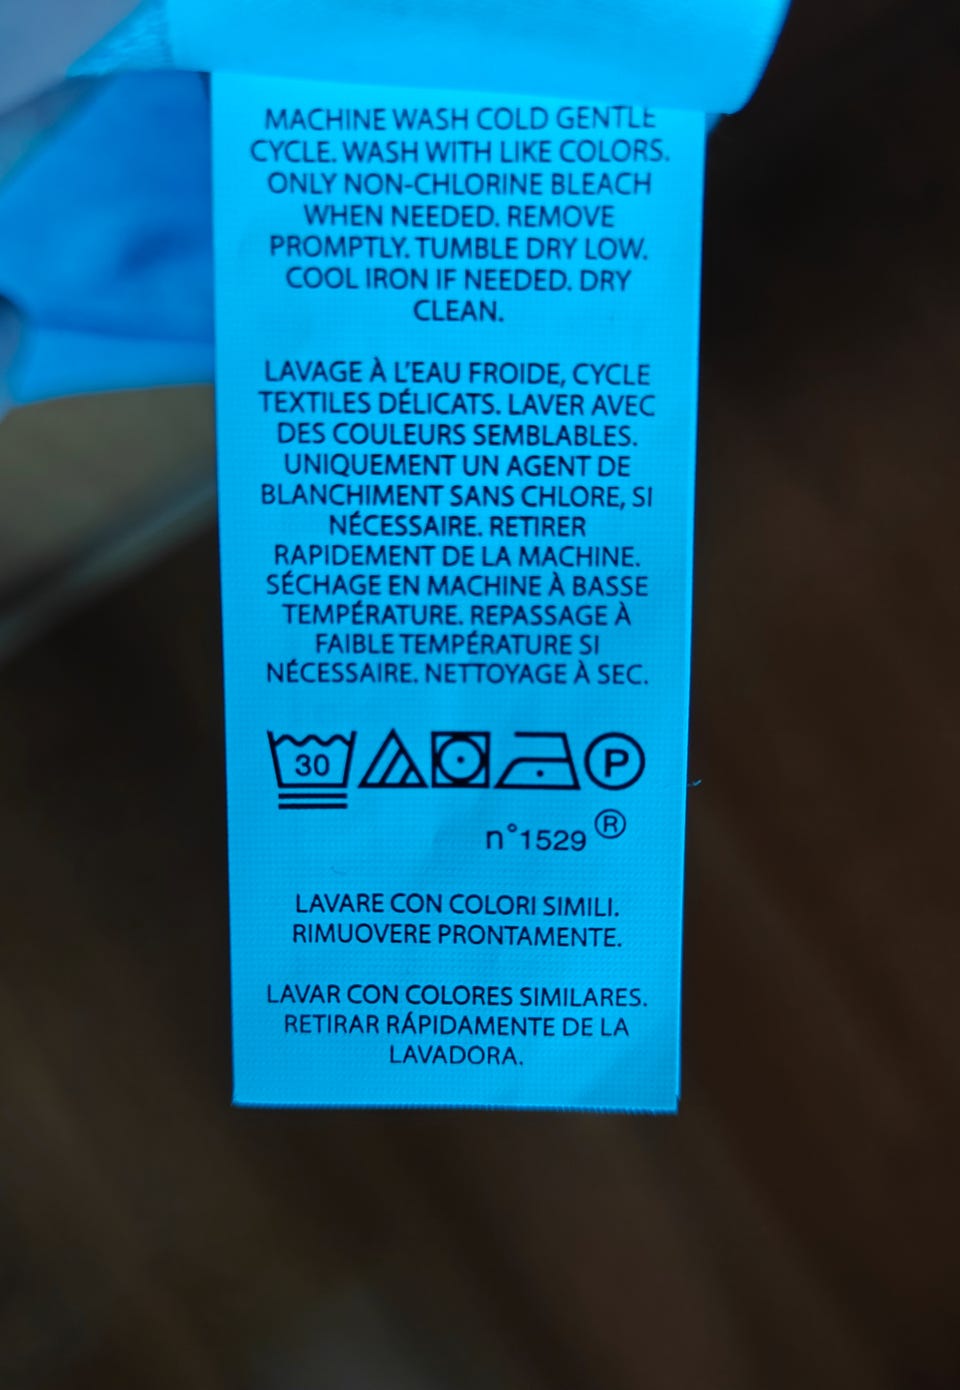 MACHINE WASH COLD GENTLE
CYCLE. WASH WITH LIKE COLORS.
ONLY NON-CHLORINE BLEACH
WHEN NEEDED. REMOVE
PROMPTLY. TUMBLE DRY LOW.
COOL IRON IF NEEDED. DRY
CLEAN.
LAVAGE À L'EAU FROIDE, CYCLE
TEXTILES DÉLICATS. LAVER AVEC
DES COULEURS SEMBLABLES.
UNIQUEMENT UN AGENT DE
BLANCHIMENT SANS CHLORE, SI
NÉCESSAIRE. RETIRER
RAPIDEMENT DE LA MACHINE.
SÉCHAGE EN MACHINE À BASSE
TEMPÉRATURE. REPASSAGE À
FAIBLE TEMPÉRATURE SI
NÉCESSAIRE. NETTOYAGE À SEC.
30 P
n°1529 ®
LAVARE CON COLORI SIMILI.
RIMUOVERE PRONTAMENTE.
LAVAR CON COLORES SIMILARES.
RETIRAR RÁPIDAMENTE DE LA
LAVADORA.